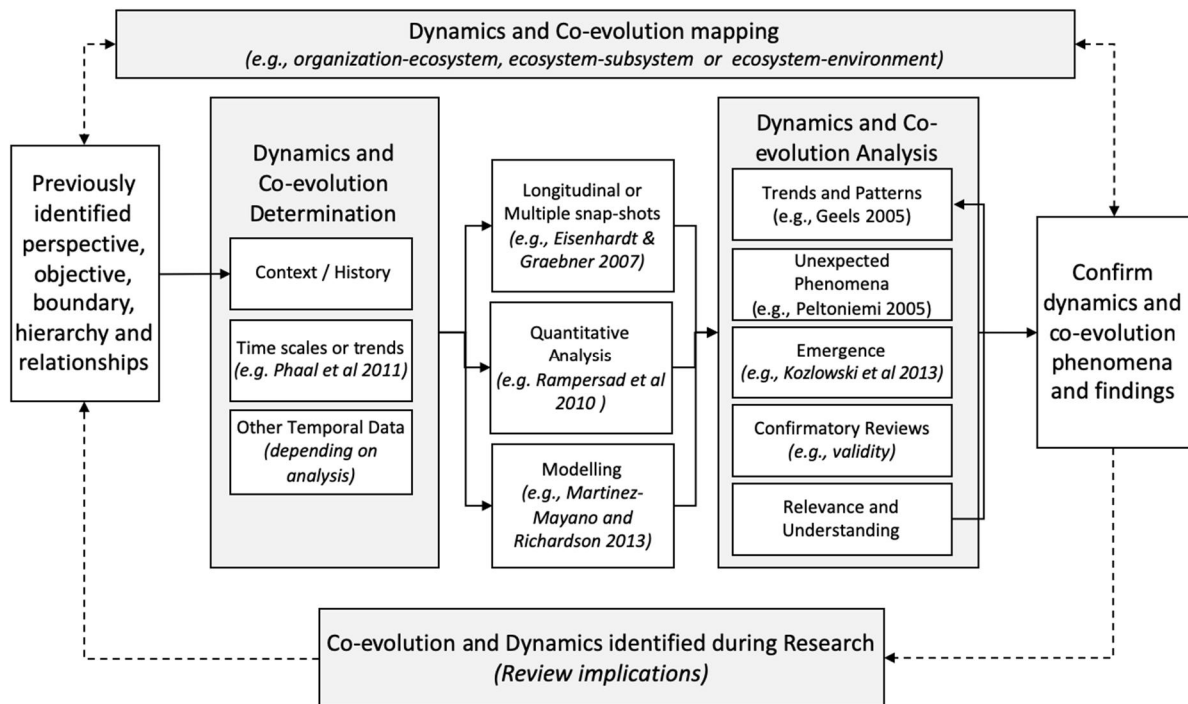 Dynamics and Co-evolution mapping
(e.g., organization-ecosystem, ecosystem-subsystem or ecosystem-environment)
Previously
identified
perspective,
objective,
boundary,
hierarchy and
relationships
Dynamics and
Co-evolution
Determination
Context / History
Time scales or trends
(e.g. Phaal et al 2011)
Other Temporal Data
(depending on
analysis)
Longitudinal or
Multiple snap-shots
(e.g., Eisenhardt &
Graebner 2007)
Quantitative
Analysis
(e.g. Rampersad et al
2010 )
Modelling
(e.g., Martinez-
Mayano and
Richardson 2013)
Dynamics and Co-
evolution Analysis
Trends and Patterns
(e.g., Geels 2005)
Unexpected
Phenomena
(e.g., Peltoniemi 2005)
Emergence
(e.g., Kozlowski et al 2013)
Confirmatory Reviews
(e.g., validity)
Relevance and
Understanding
Confirm
dynamics and
co-evolution
phenomena
and findings
Co-evolution and Dynamics identified during Research
(Review implications)